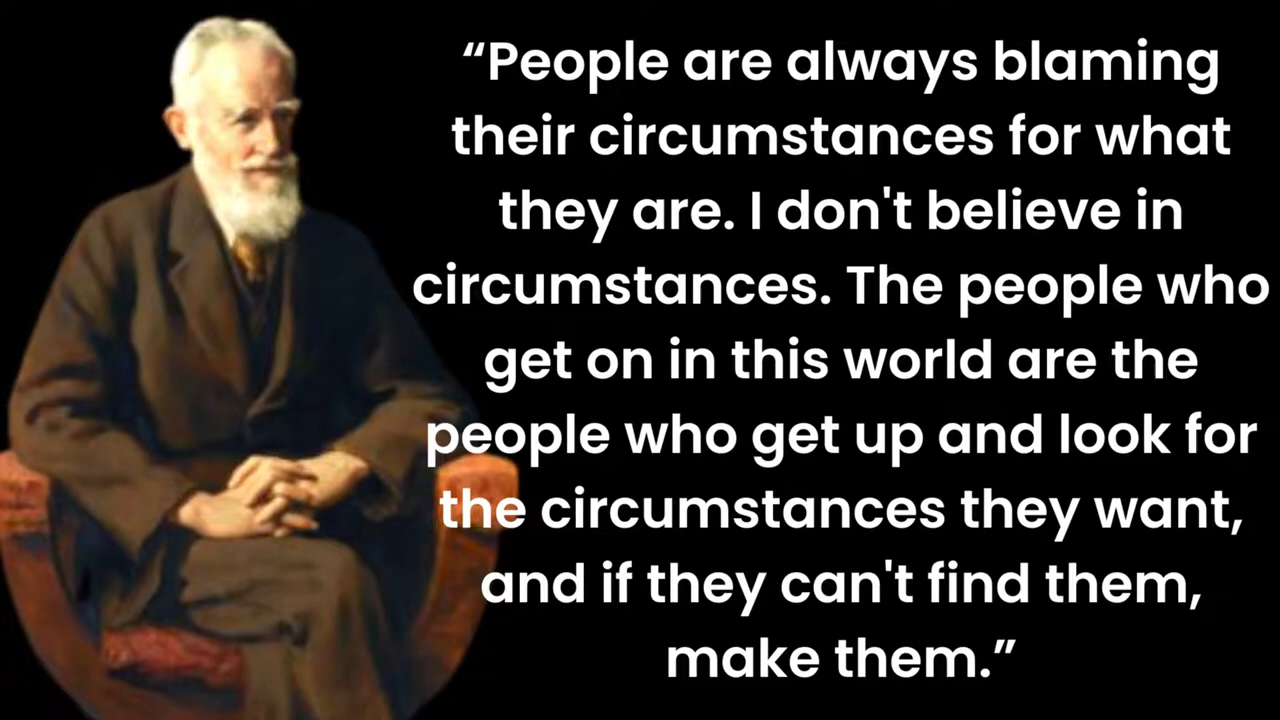 “People are always blaming
their circumstances for what
they are. I don't believe in
circumstances. The people who
get on in this world are the
people who get up and look for
the circumstances they want,
and if they can't find them,
make them.”